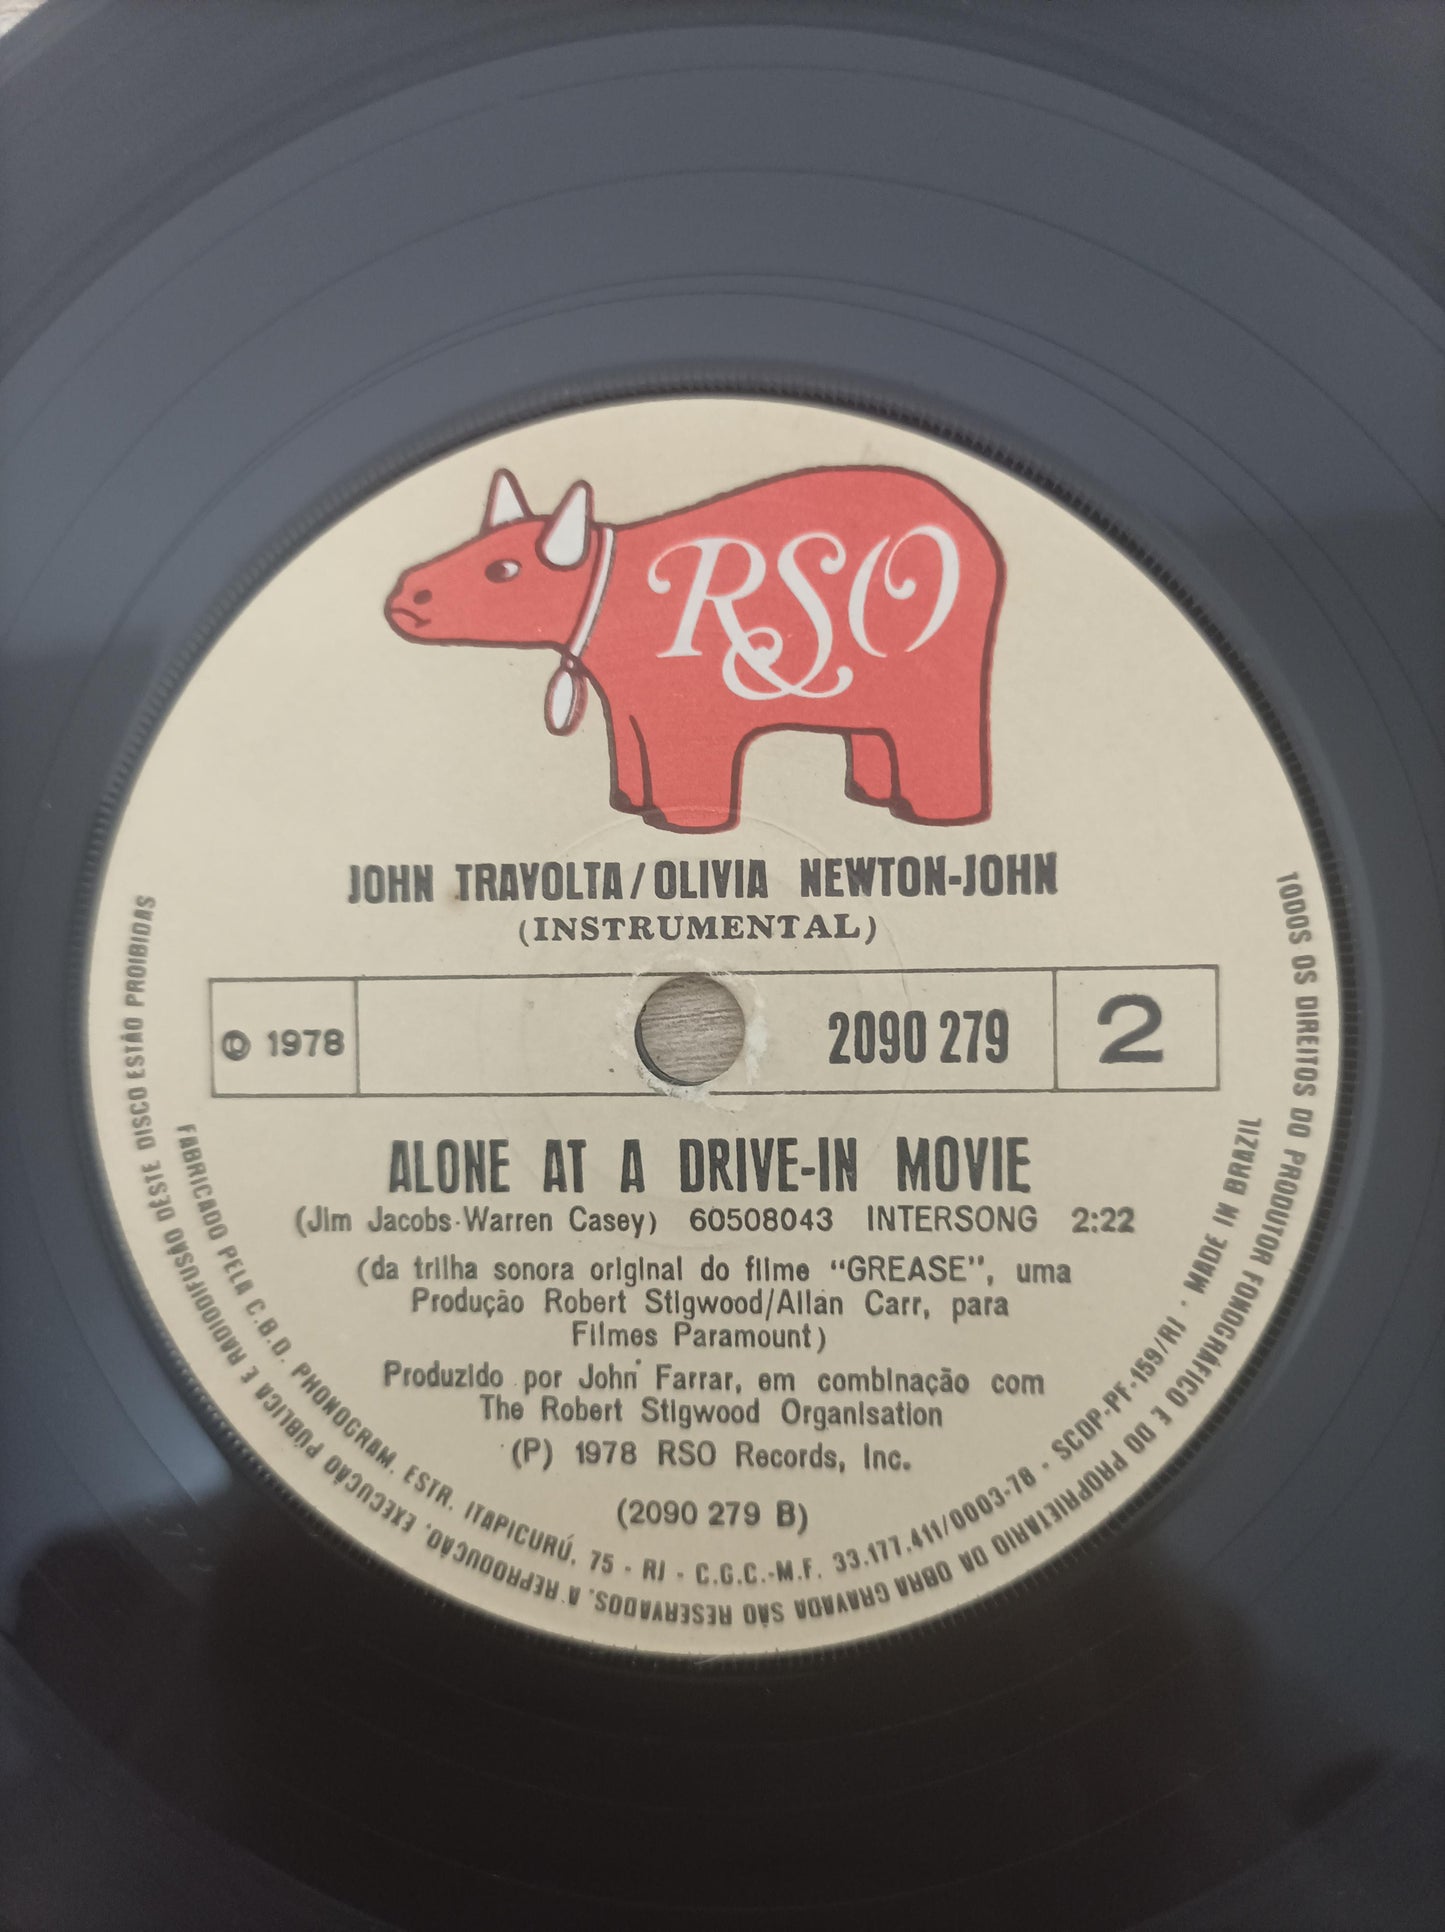 RSO
JOHN TRAVOLTA/OLIVIA NEWTON-JOHN
(INSTRUMENTAL)
℗ 1978
2090 279
2
ALONE AT A DRIVE-IN MOVIE
(Jim Jacobs-Warren Casey) 60508043 INTERSONG 2:22
(da trilha sonora original do filme “GREASE”, uma
Produção Robert Stigwood/Allan Carr, para
Filmes Paramount)
Produzido por John Farrar, em combinação com
The Robert Stigwood Organisation
(P) 1978 RSO Records, Inc.
(2090 279 B)
FABRICADO PELA C.B.D. PHONOGRAM. ESTR. ITAPICURÚ, 75 - RJ - C.G.C.-M.F. 33.177.411/0003-78 - SCDP-PF-159/RJ - MADE IN BRAZIL
TODOS OS DIREITOS DO PRODUTOR FONOGRÁFICO E DO PROPRIETARIO DA OBRA GRAVADA SÃO RESERVADOS. A REPRODUÇÃO, EXECUÇÃO PÚBLICA E RADIODIFUSÃO DESTE DISCO ESTÃO PROIBIDAS